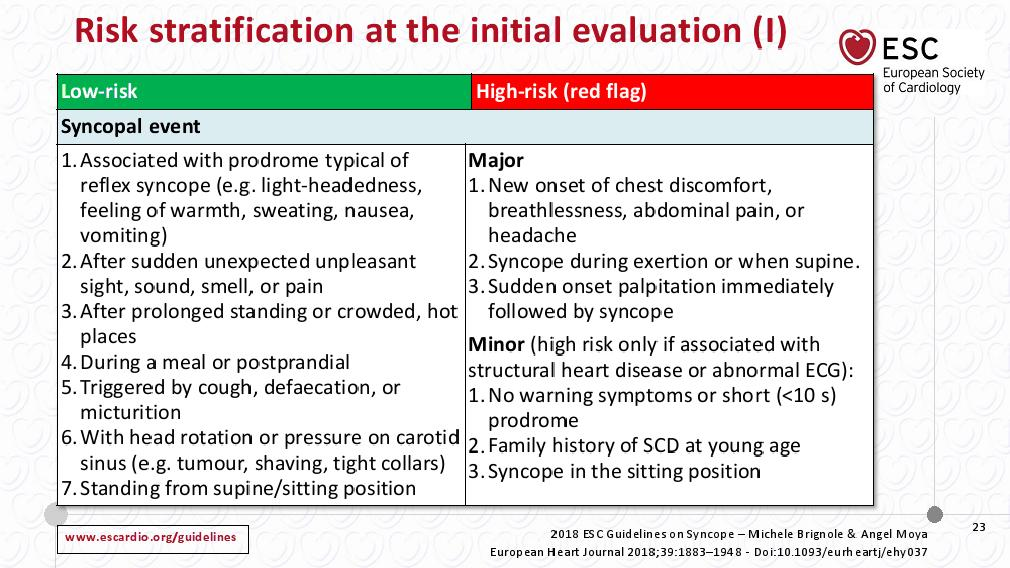 Risk stratification at the initial evaluation (I)
ESC
European Society
of Cardiology
Low-risk
High-risk (red flag)
Syncopal event
1. Associated with prodrome typical of
reflex syncope (e.g. light-headedness,
feeling of warmth, sweating, nausea,
vomiting)
2. After sudden unexpected unpleasant
sight, sound, smell, or pain
3. After prolonged standing or crowded, hot
places
4. During a meal or postprandial
5. Triggered by cough, defaecation, or
micturition
6. With head rotation or pressure on carotid
sinus (e.g. tumour, shaving, tight collars)
7. Standing from supine/sitting position
Major
1. New onset of chest discomfort,
breathlessness, abdominal pain, or
headache
2. Syncope during exertion or when supine.
3. Sudden onset palpitation immediately
followed by syncope
Minor (high risk only if associated with
structural heart disease or abnormal ECG):
1. No warning symptoms or short (<10 s)
prodrome
2. Family history of SCD at young age
3. Syncope in the sitting position
www.escardio.org/guidelines
2018 ESC Guidelines on Syncope – Michele Brignole & Angel Moya
European Heart Journal 2018;39:1883–1948 - Doi:10.1093/eurheartj/ehy037
23